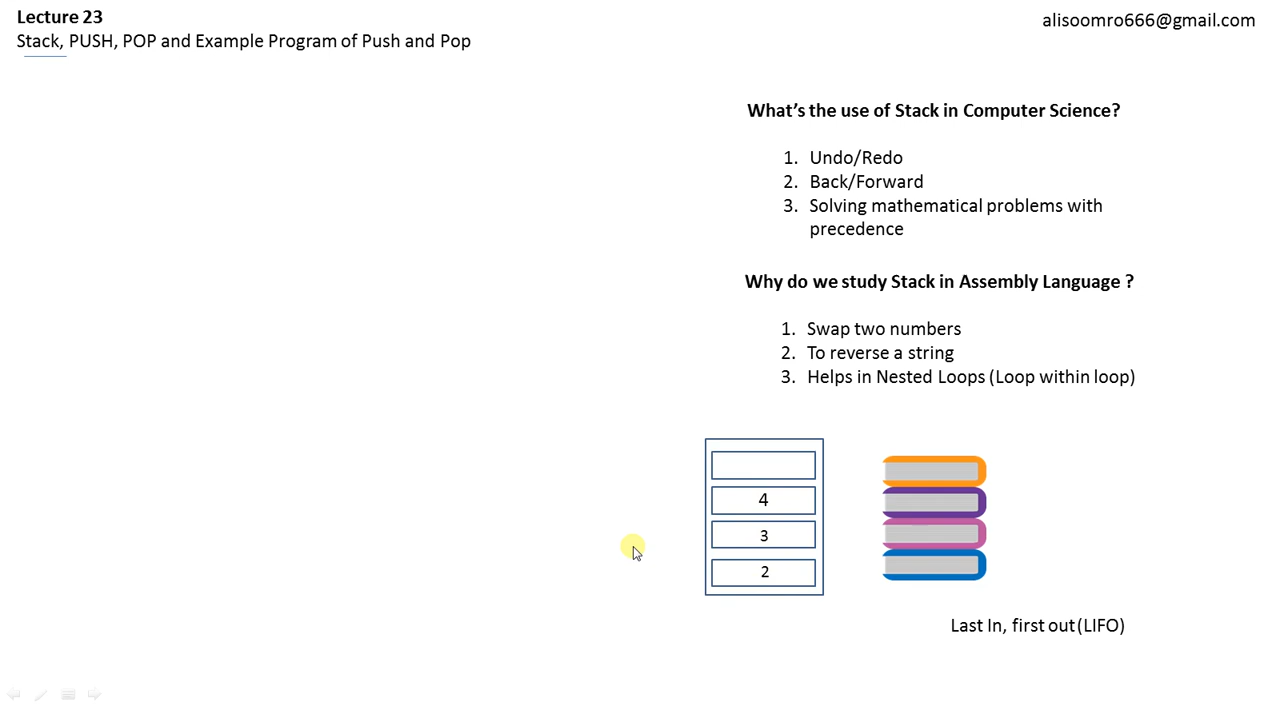 Lecture 23
Stack, PUSH, POP and Example Program of Push and Pop
alisoomro666@gmail.com
What's the use of Stack in Computer Science?
1. Undo/Redo
2. Back/Forward
3. Solving mathematical problems with
precedence
Why do we study Stack in Assembly Language ?
1. Swap two numbers
2. To reverse a string
3. Helps in Nested Loops (Loop within loop)
4
3
2
Last In, first out (LIFO)